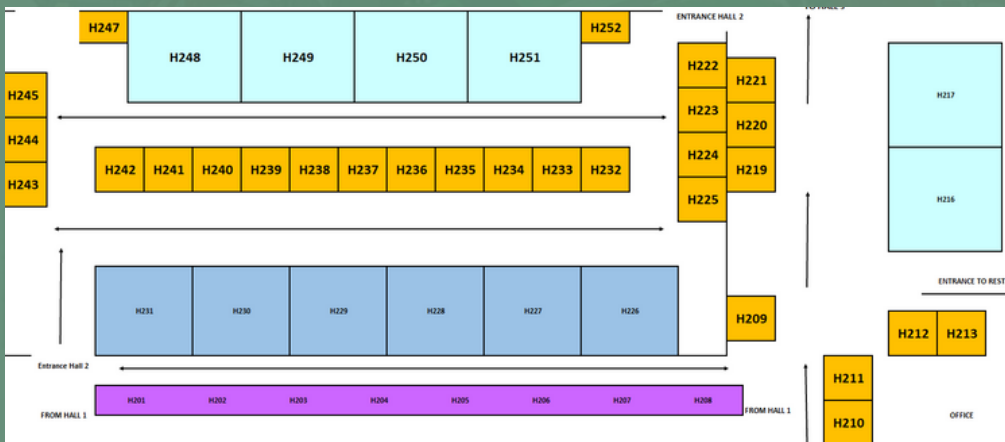 TO HALL 3
ENTRANCE HALL 2
H247
H252
H248
H249
H250
H251
H222
H221
H245
H223
H220
H217
H244
H224
H219
H243
H225
H242 H241 H240 H239 H238 H237 H236 H235 H234 H233 H232
H216
ENTRANCE TO REST
H231 H230 H229 H228 H227 H226
H209
H212 H213
Entrance Hall 2
H211
H201 H202 H203 H204 H205 H206 H207 H208
FROM HALL 1
FROM HALL 1
H210
OFFICE